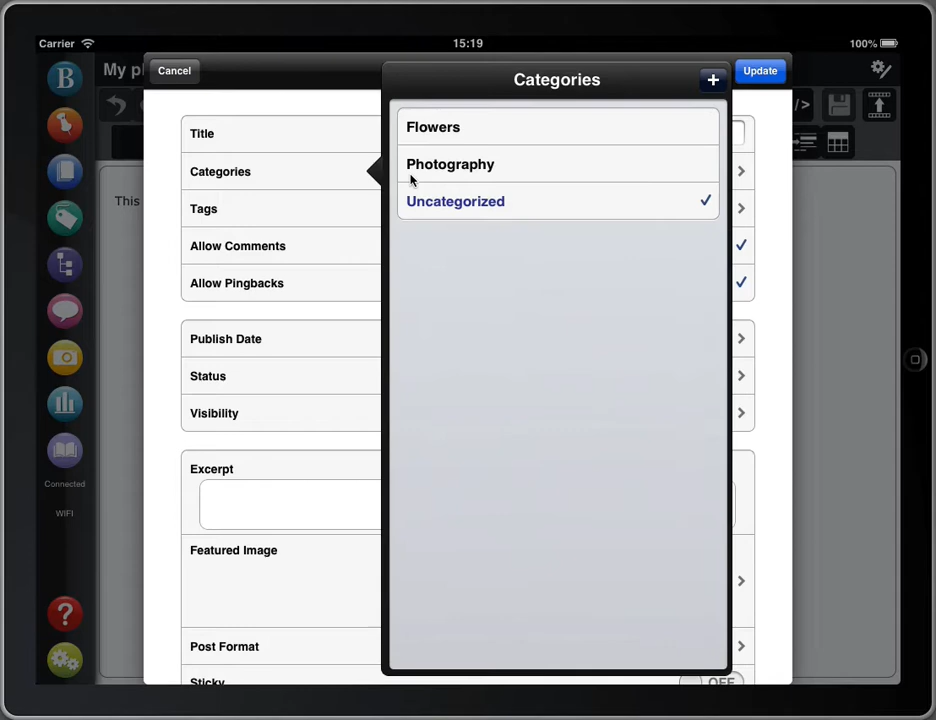 Carrier
15:19
100%
My p
Cancel
Categories
+
Update
B
Title
Flowers
Categories
Photography
Tags
Uncategorized
This
Allow Comments
Allow Pingbacks
Publish Date
Status
Visibility
Excerpt
Connected
WIFI
Featured Image
?
Post Format
Sticky
OFF